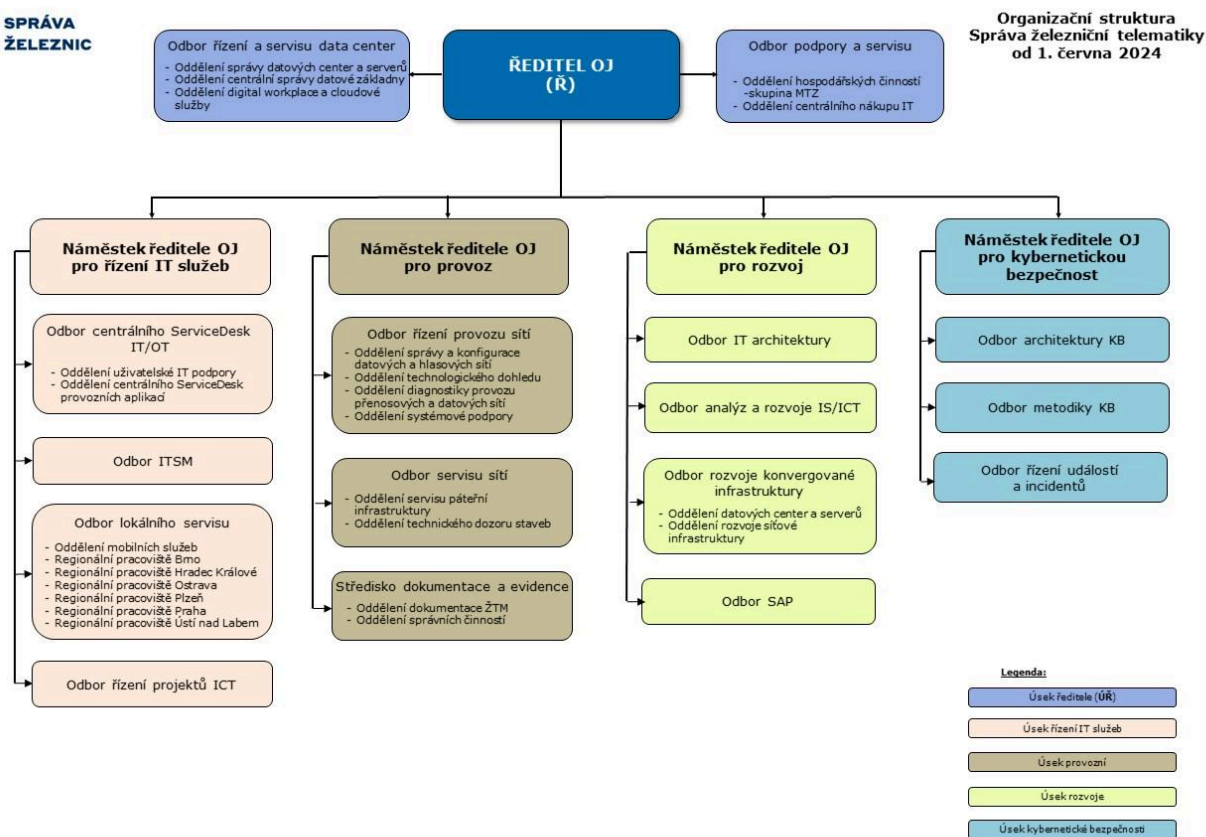 SPRÁVA
ŽELEZNIC
Organizační struktura
Správa železniční telematiky
od 1. června 2024
Odbor řízení a servisu data center
- Oddělení správy datových center a serverů
- Oddělení centrální správy datové základny
- Oddělení digital workplace a cloudové
služby
ŘEDITEL OJ
(Ř)
Odbor podpory a servisu
- Oddělení hospodářských činností
-skupina MTZ
- Oddělení centrálního nákupu IT
Náměstek ředitele OJ
pro řízení IT služeb
Odbor centrálního ServiceDesk
IT/OT
- Oddělení uživatelské IT podpory
- Oddělení centrálního ServiceDesk
provozních aplikací
Odbor ITSM
Odbor lokálního servisu
- Oddělení mobilních služeb
- Regionální pracoviště Brno
- Regionální pracoviště Hradec Králové
- Regionální pracoviště Ostrava
- Regionální pracoviště Plzeň
- Regionální pracoviště Praha
- Regionální pracoviště Ústí nad Labem
Odbor řízení projektů ICT
Náměstek ředitele OJ
pro provoz
Odbor řízení provozu sítí
- Oddělení správy a konfigurace
datových a hlasových sítí
- Oddělení technologického dohledu
- Oddělení diagnostiky provozu
přenosových a datových sítí
- Oddělení systémové podpory
Odbor servisu sítí
- Oddělení servisu páteřní
infrastruktury
- Oddělení technického dozoru staveb
Středisko dokumentace a evidence
- Oddělení dokumentace ŽTM
- Oddělení správních činností
Náměstek ředitele OJ
pro rozvoj
Odbor IT architektury
Odbor analýz a rozvoje IS/ICT
Odbor rozvoje konvergované
infrastruktury
- Oddělení datových center a serverů
- Oddělení rozvoje síťové
infrastruktury
Odbor SAP
Náměstek ředitele OJ
pro kybernetickou
bezpečnost
Odbor architektury KB
Odbor metodiky KB
Odbor řízení událostí
a incidentů
Legenda:
Úsek ředitele (ÚŘ)
Úsek řízení IT služeb
Úsek provozní
Úsek rozvoje
Úsek kybernetické bezpečnosti